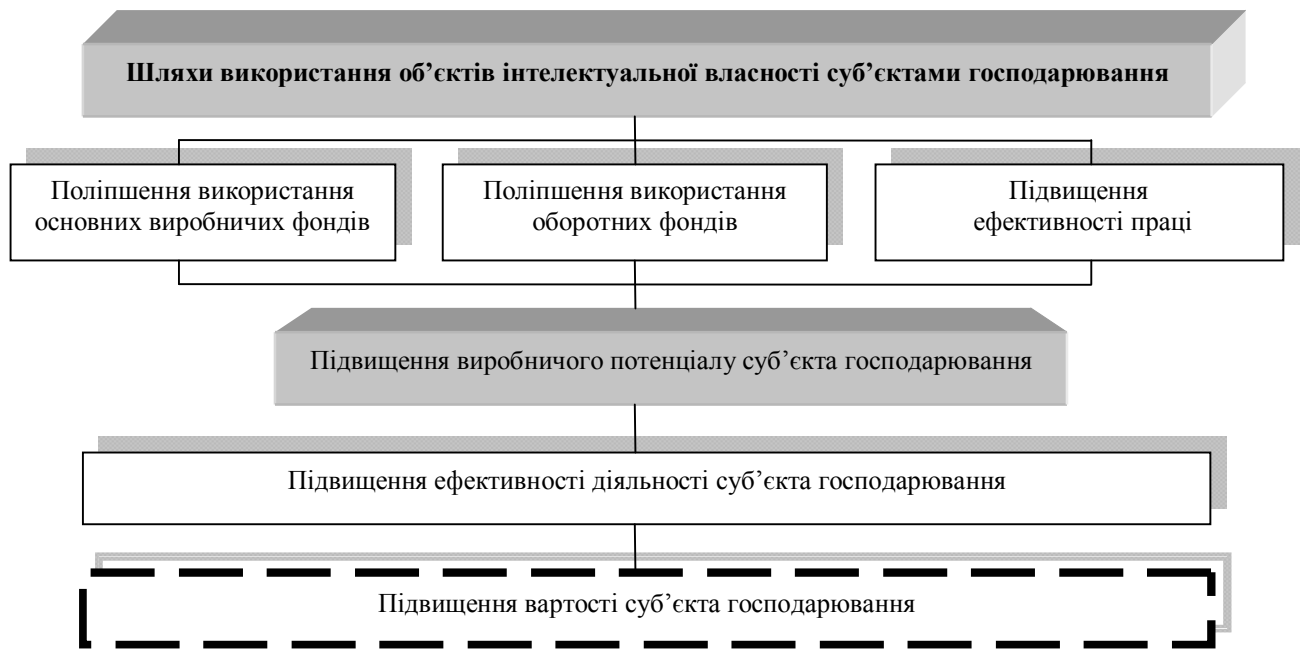 Шляхи використання об’єктів інтелектуальної власності суб’єктами господарювання
Поліпшення використання
основних виробничих фондів
Поліпшення використання
оборотних фондів
Підвищення
ефективності праці
Підвищення виробничого потенціалу суб’єкта господарювання
Підвищення ефективності діяльності суб’єкта господарювання
Підвищення вартості суб’єкта господарювання